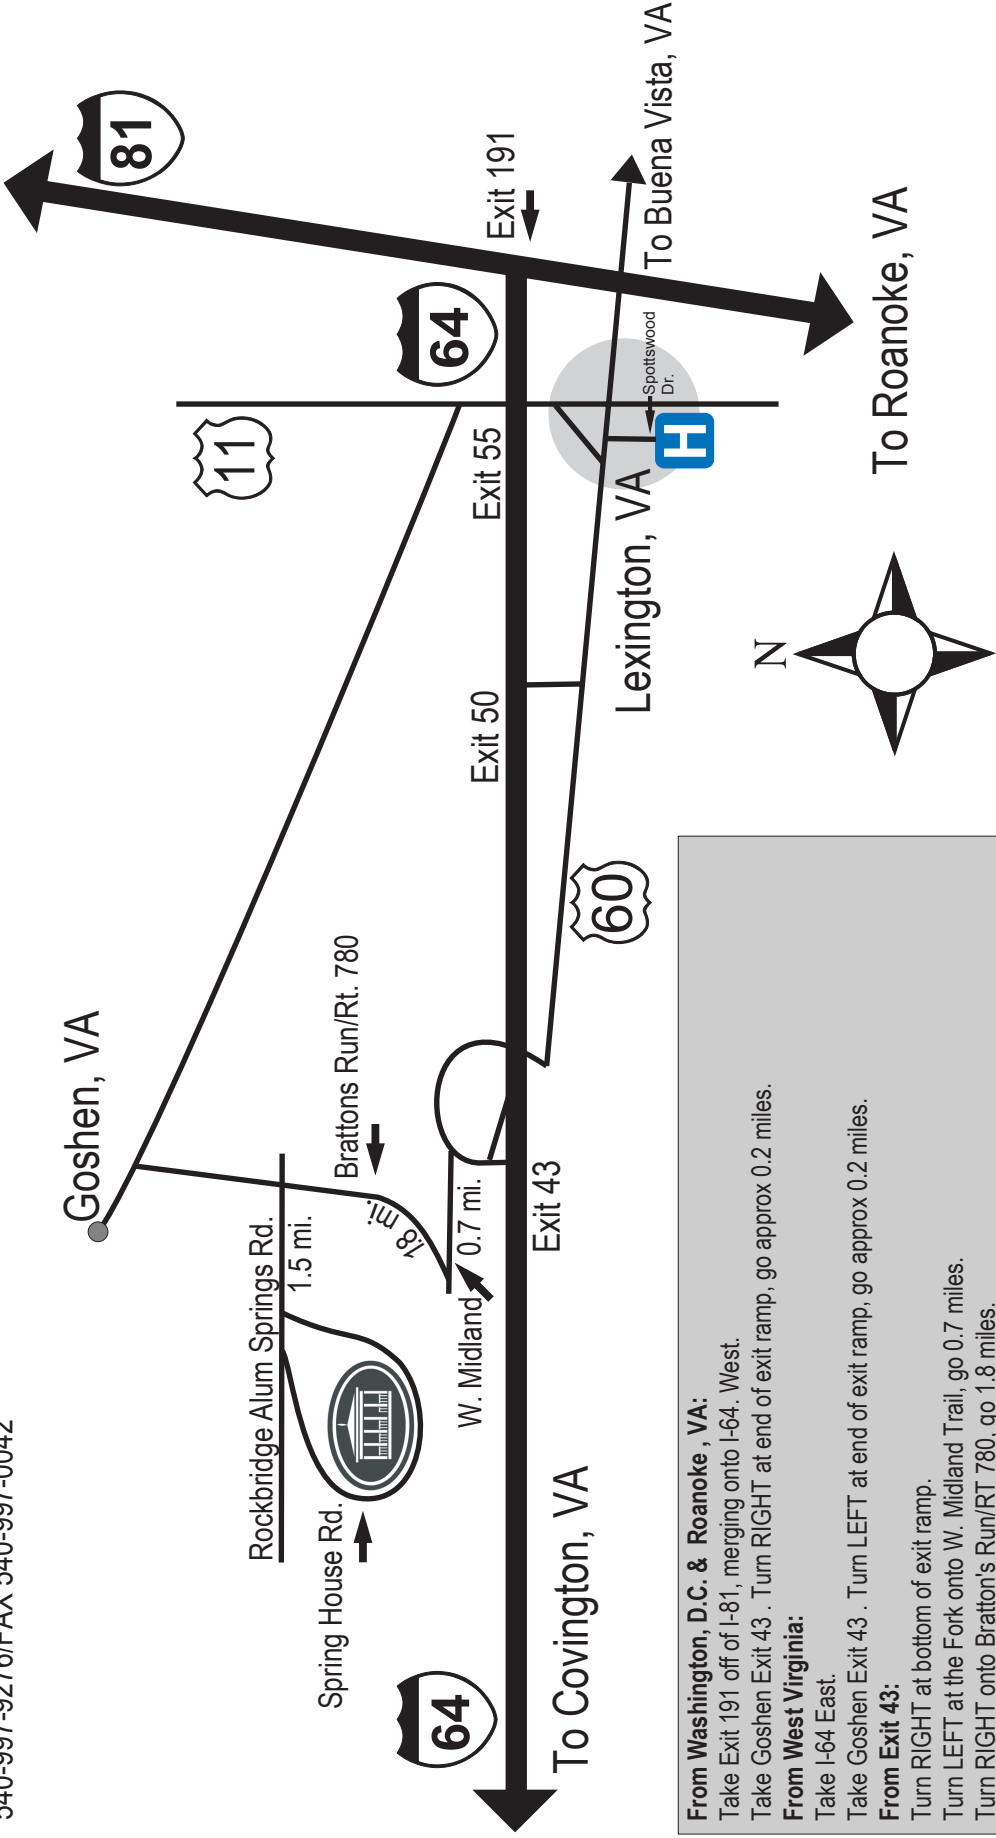 540-997-9276/FAX 540-997-0042
81
64
11
Exit 191
Exit 55
To Buena Vista, VA
Spottswood
Dr.
H
Lexington, VA
To Roanoke, VA
Exit 50
60
N
Goshen, VA
Brattons Run/Rt. 780
Rockbridge Alum Springs Rd.
1.5 mi.
1.8 mi.
0.7 mi.
W. Midland
Exit 43
Spring House Rd.
64
To Covington, VA
From Washington, D.C. & Roanoke , VA:
Take Exit 191 off of I-81, merging onto I-64. West.
Take Goshen Exit 43 . Turn RIGHT at end of exit ramp, go approx 0.2 miles.
From West Virginia:
Take I-64 East.
Take Goshen Exit 43 . Turn LEFT at end of exit ramp, go approx 0.2 miles.
From Exit 43:
Turn RIGHT at bottom of exit ramp.
Turn LEFT at the Fork onto W. Midland Trail, go 0.7 miles.
Turn RIGHT onto Bratton's Run/RT 780, go 1.8 miles.